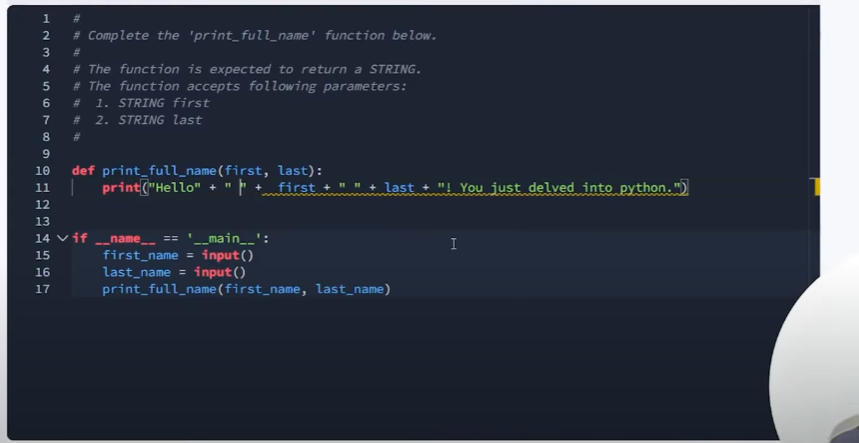 1 #
2 # Complete the 'print_full_name' function below.
3 #
4 # The function is expected to return a STRING.
5 # The function accepts following parameters:
6 #  1. STRING first
7 #  2. STRING last
8 #
9
10 def print_full_name(first, last):
11     print("Hello" + " " +  first + " " + last + "! You just delved into python.")
12
13
14 if __name__ == '__main__':
15     first_name = input()
16     last_name = input()
17     print_full_name(first_name, last_name)